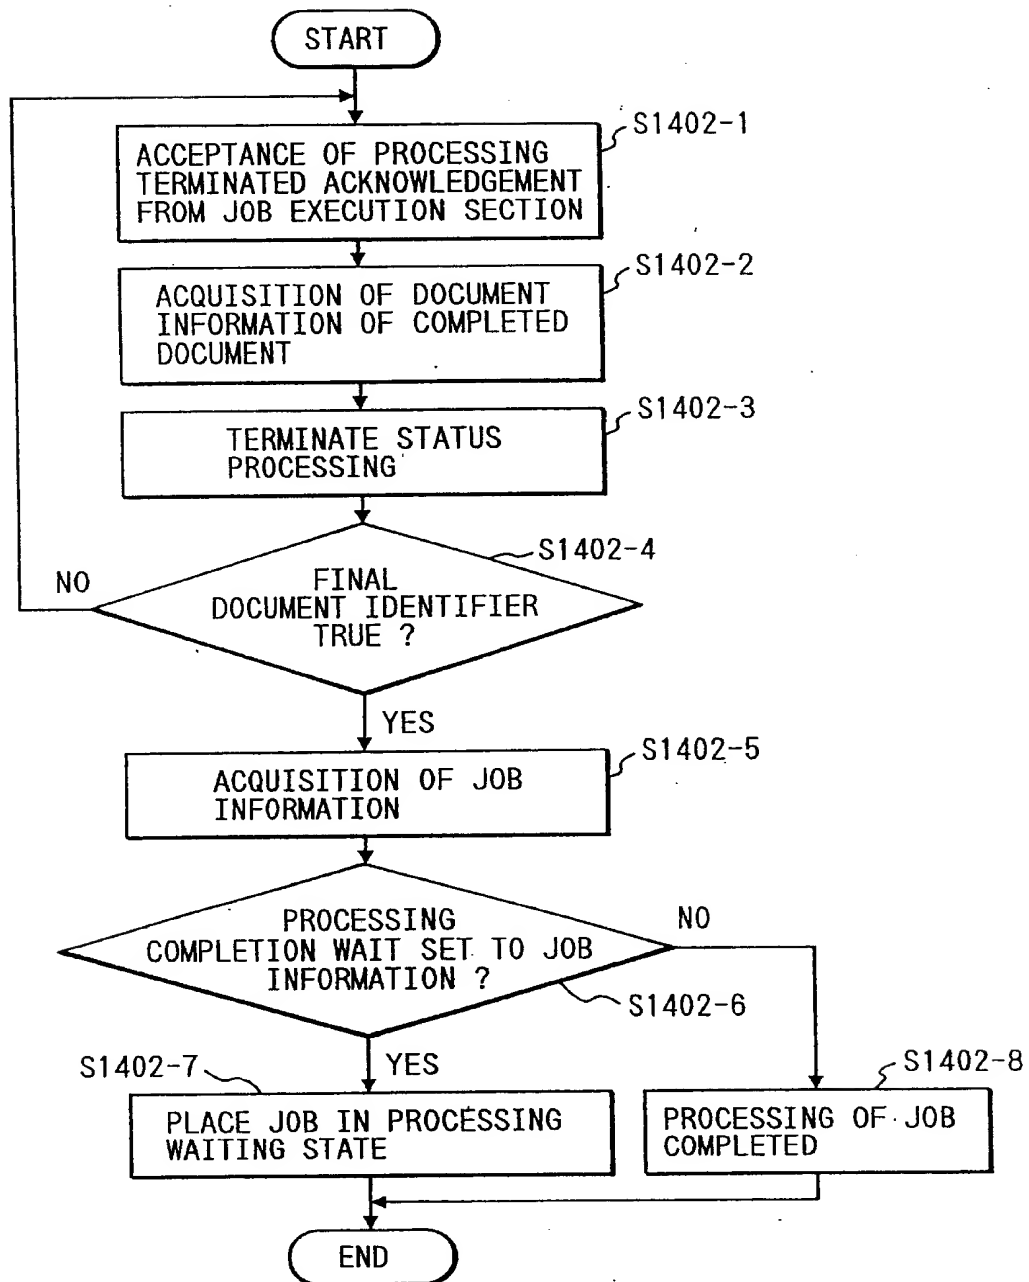 START
S1402-1
ACCEPTANCE OF PROCESSING
TERMINATED ACKNOWLEDGEMENT
FROM JOB EXECUTION SECTION
S1402-2
ACQUISITION OF DOCUMENT
INFORMATION OF COMPLETED
DOCUMENT
S1402-3
TERMINATE STATUS
PROCESSING
S1402-4
NO
FINAL
DOCUMENT IDENTIFIER
TRUE ?
YES
S1402-5
ACQUISITION OF JOB
INFORMATION
PROCESSING
COMPLETION WAIT SET TO JOB
INFORMATION ?
NO
S1402-6
YES
S1402-7
PLACE JOB IN PROCESSING
WAITING STATE
S1402-8
PROCESSING OF JOB
COMPLETED
END